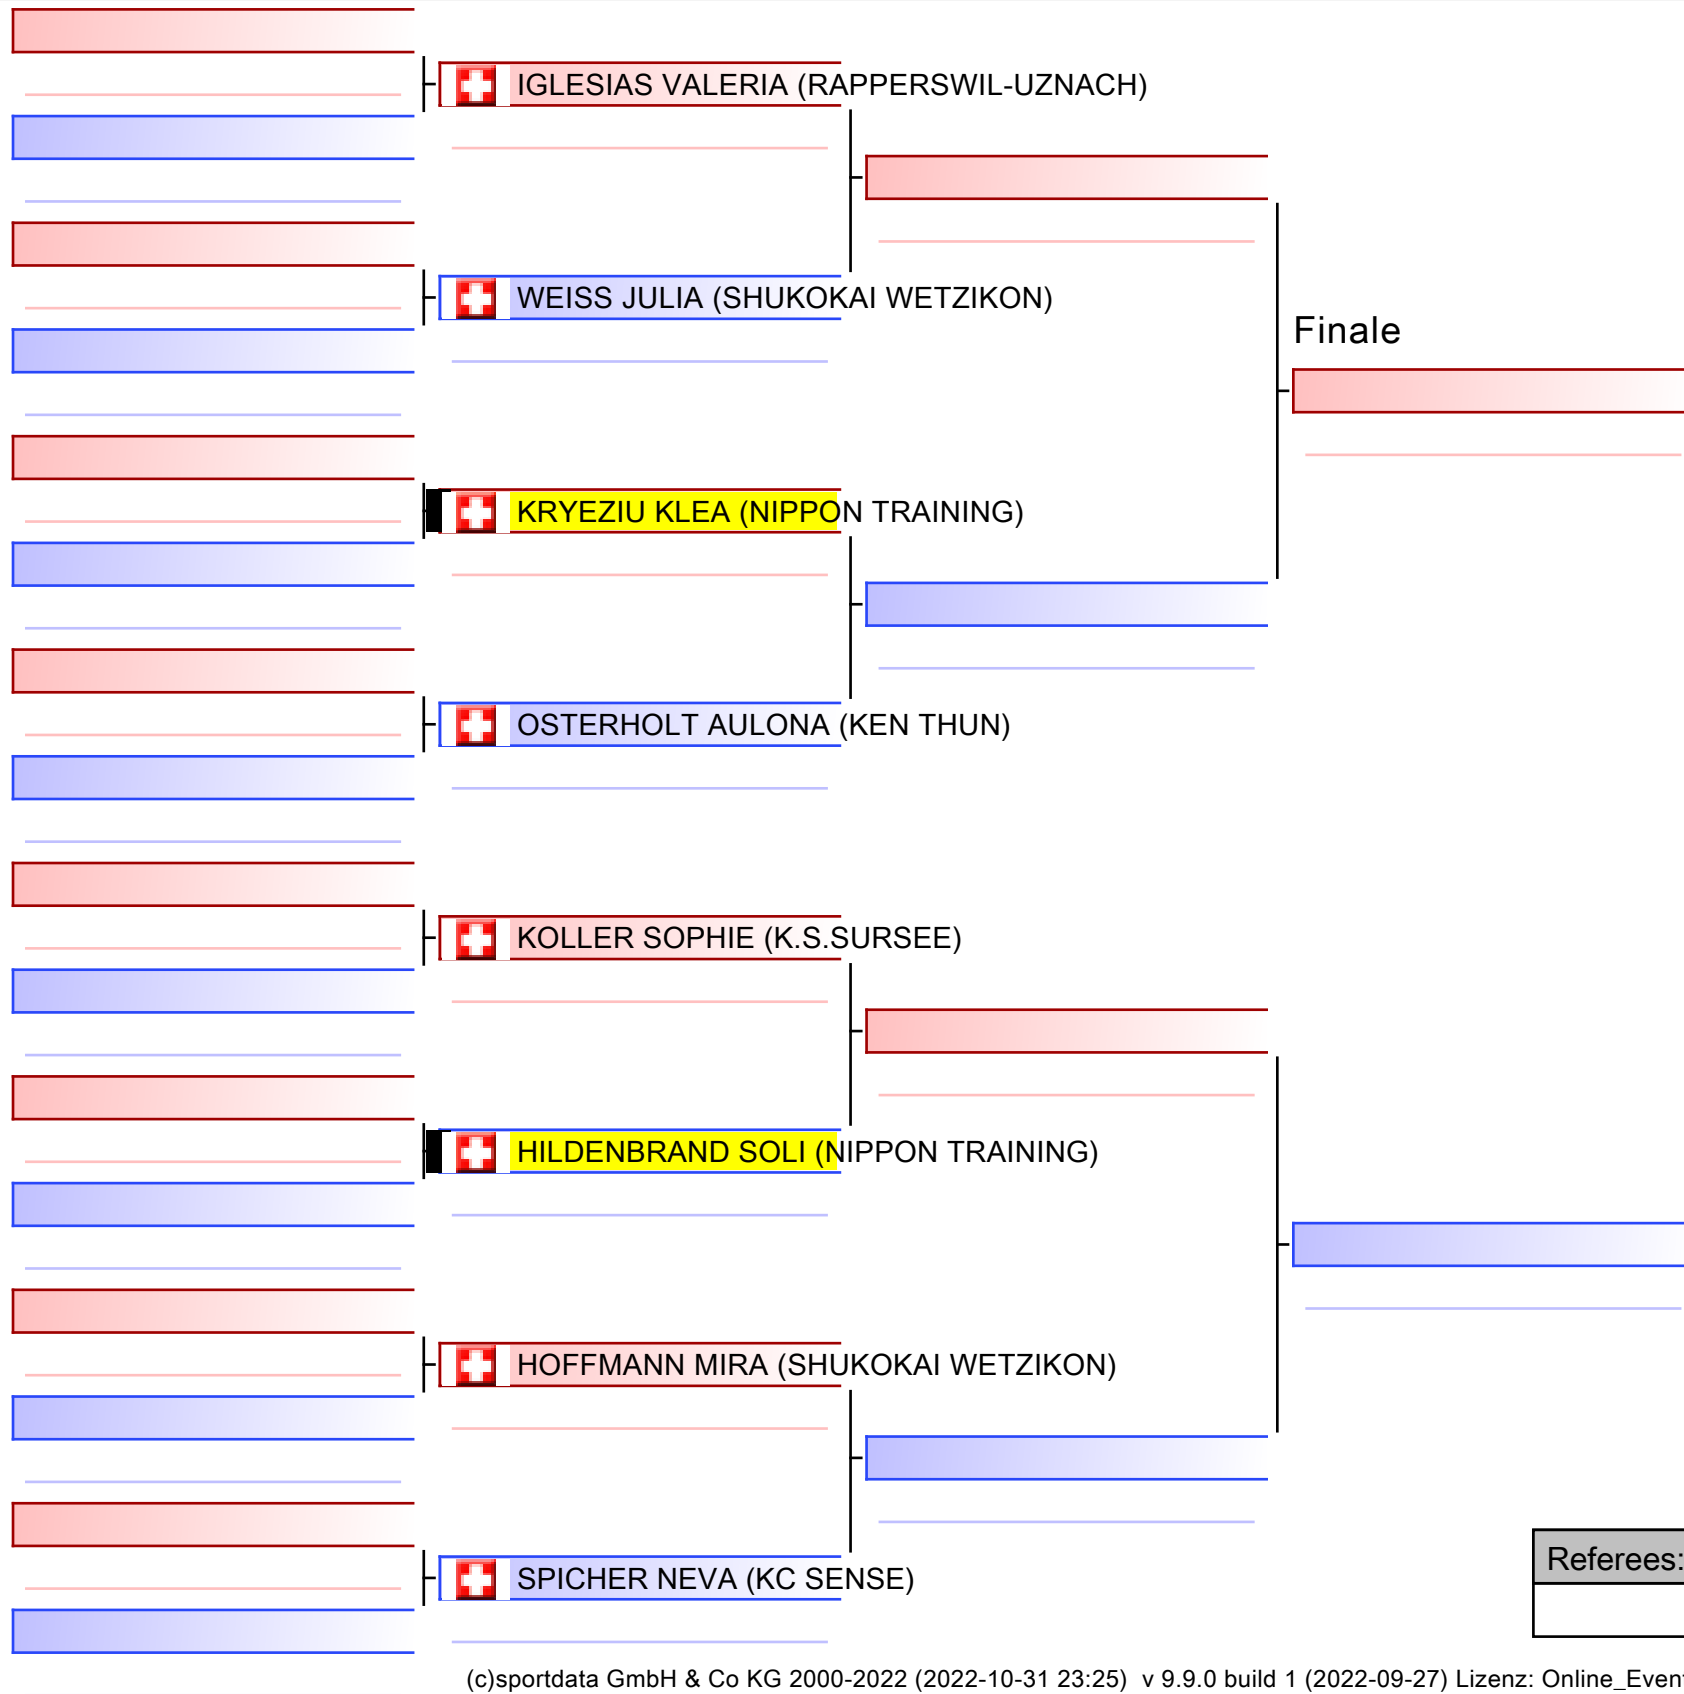 IGLESIAS VALERIA (RAPPERSWIL-UZNACH)
WEISS JULIA (SHUKOKAI WETZIKON)
Finale
KRYEZIU KLEA (NIPPON TRAINING)
OSTERHOLT AULONA (KEN THUN)
KOLLER SOPHIE (K.S.SURSEE)
HILDENBRAND SOLI (NIPPON TRAINING)
HOFFMANN MIRA (SHUKOKAI WETZIKON)
Referees:
SPICHER NEVA (KC SENSE)
(c)sportdata GmbH & Co KG 2000-2022 (2022-10-31 23:25) v 9.9.0 build 1 (2022-09-27) Lizenz: Online_Event